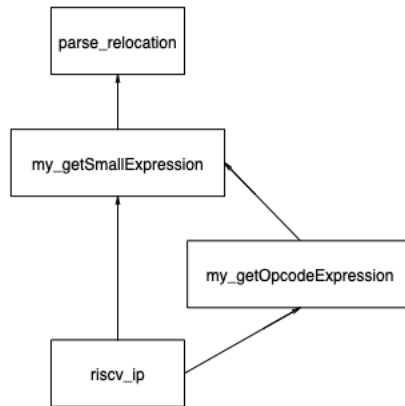 parse_relocation
my_getSmallExpression
my_getOpcodeExpression
riscv_ip